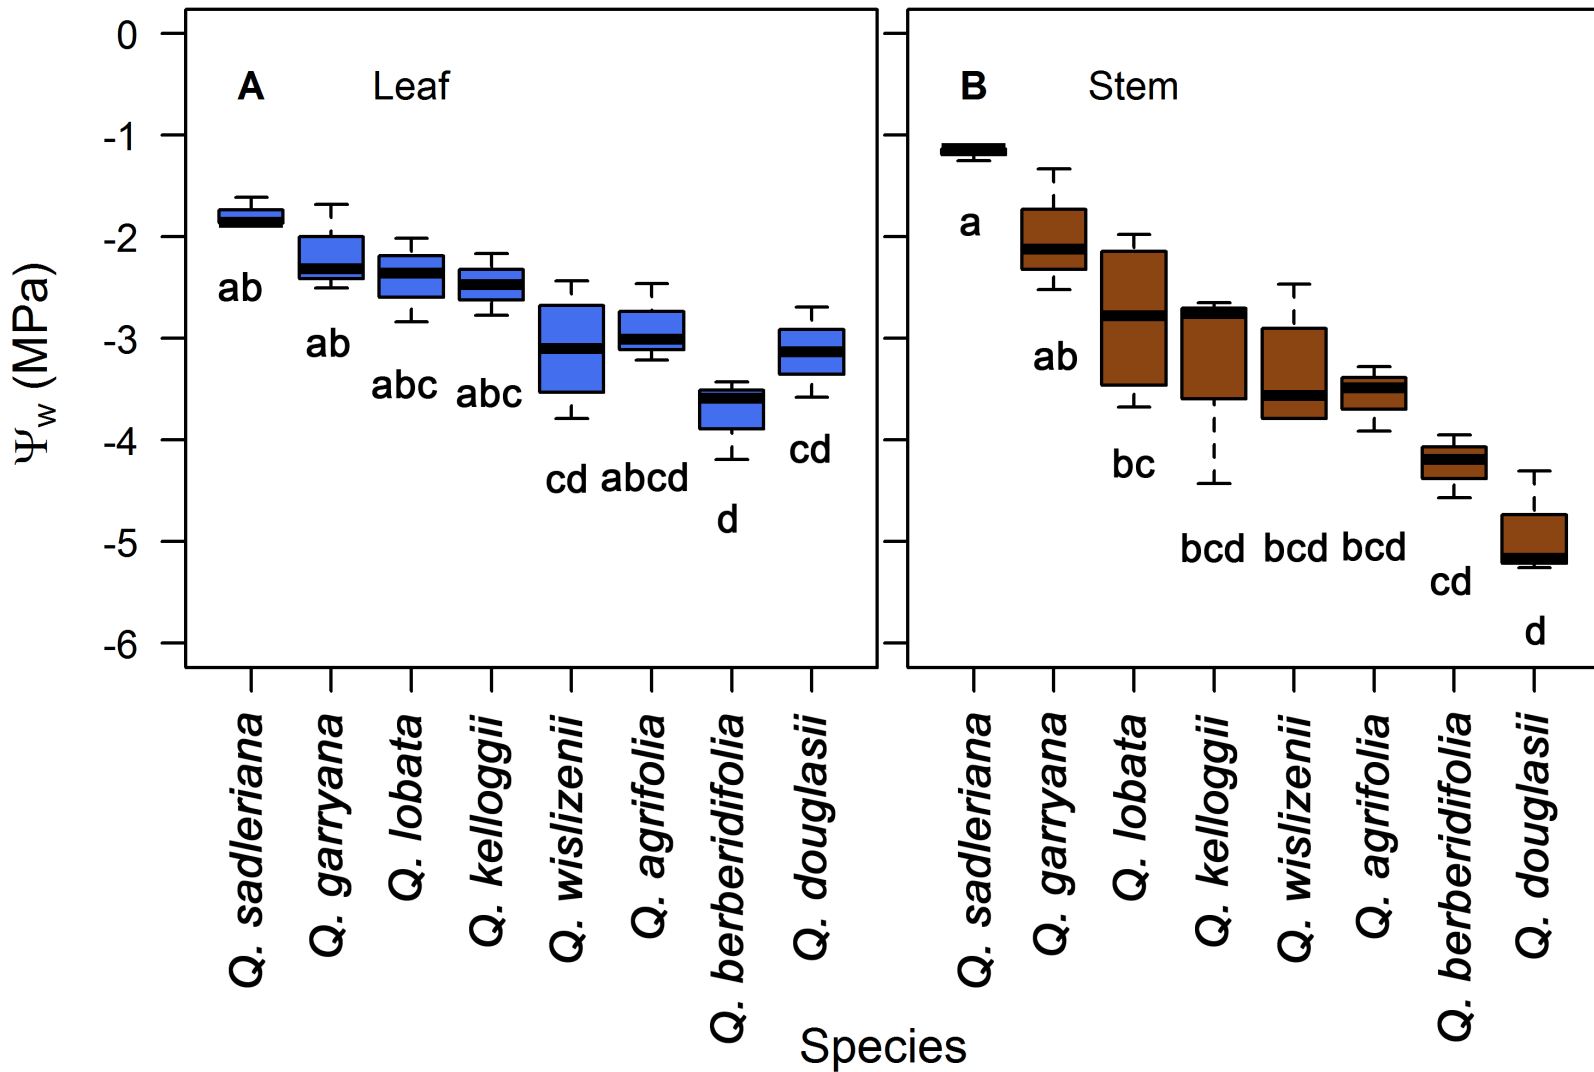 A Leaf
B Stem
0
-1
-2
-3
-4
-5
-6
Ψw (MPa)
ab
ab
abc
abc
cd
abcd
d
cd
a
ab
bc
bcd
bcd
bcd
cd
d
Q. sadleriana
Q. garryana
Q. lobata
Q. kelloggii
Q. wislizenii
Q. agrifolia
Q. berberidifolia
Q. douglasii
Q. sadleriana
Q. garryana
Q. lobata
Q. kelloggii
Q. wislizenii
Q. agrifolia
Q. berberidifolia
Q. douglasii
Species